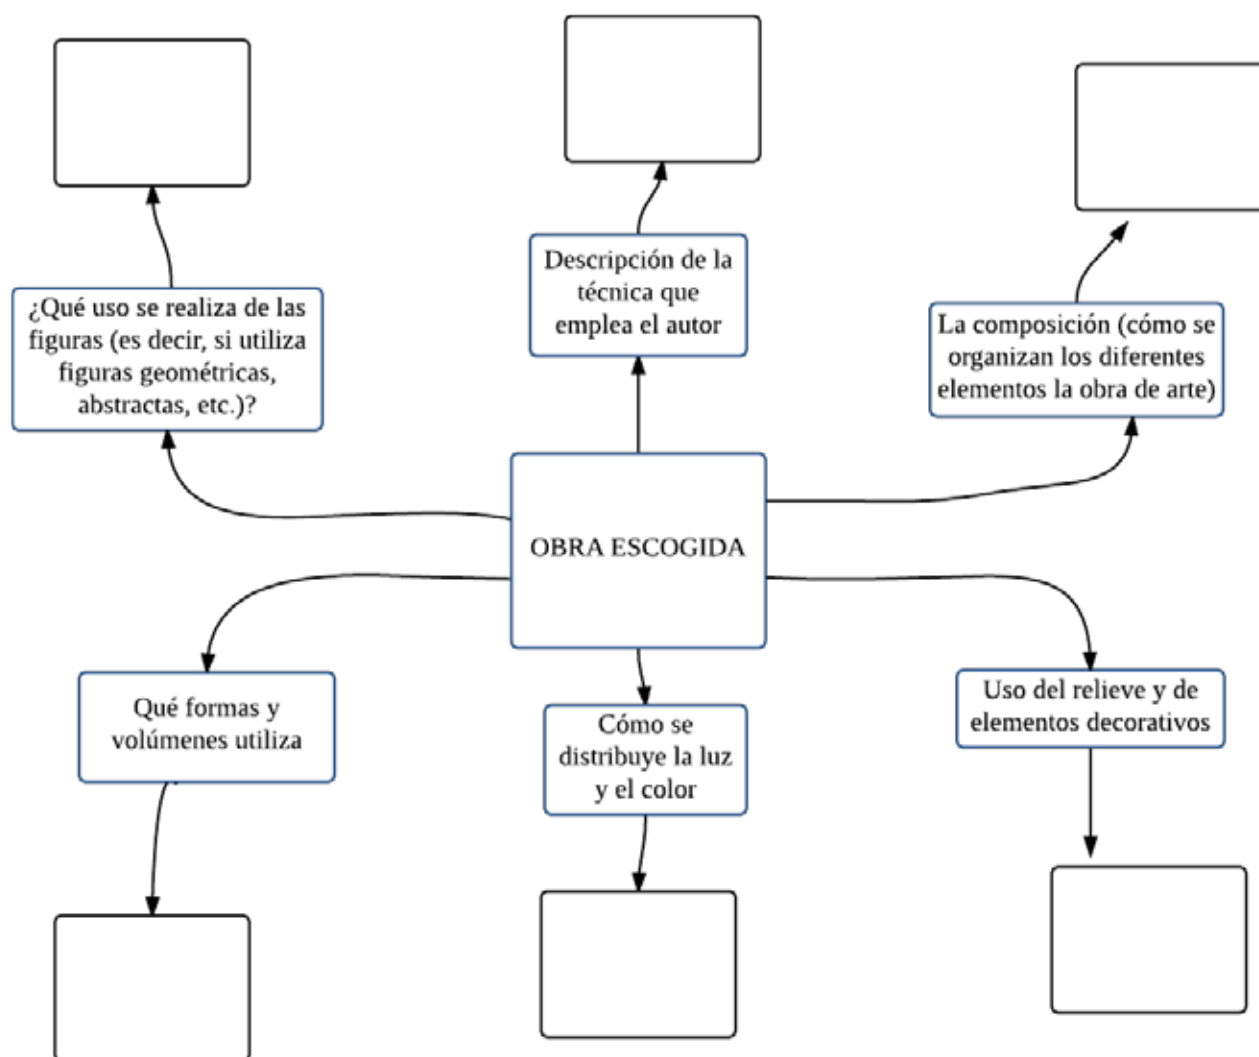 Descripción de la
técnica que
emplea el autor
¿Qué uso se realiza de las
figuras (es decir, si utiliza
figuras geométricas,
abstractas, etc.)?
La composición (cómo se
organizan los diferentes
elementos la obra de arte)
OBRA ESCOGIDA
Qué formas y
volúmenes utiliza
Cómo se
distribuye la luz
y el color
Uso del relieve y de
elementos decorativos